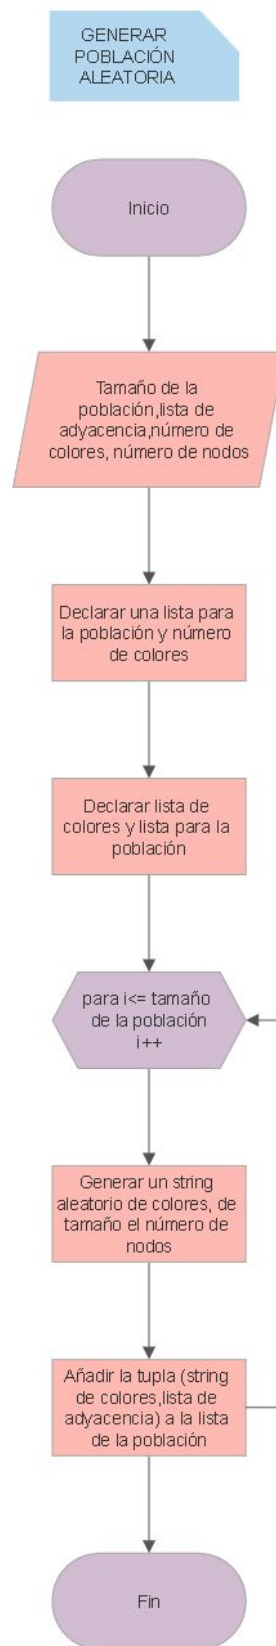 GENERAR
POBLACIÓN
ALEATORIA
Inicio
Tamaño de la
población,lista de
adyacencia,número de
colores, número de nodos
Declarar una lista para
la población y número
de colores
Declarar lista de
colores y lista para la
población
para i<= tamaño
de la población
i++
Generar un string
aleatorio de colores, de
tamaño el número de
nodos
Añadir la tupla (string
de colores,lista de
adyacencia) a la lista
de la población
Fin